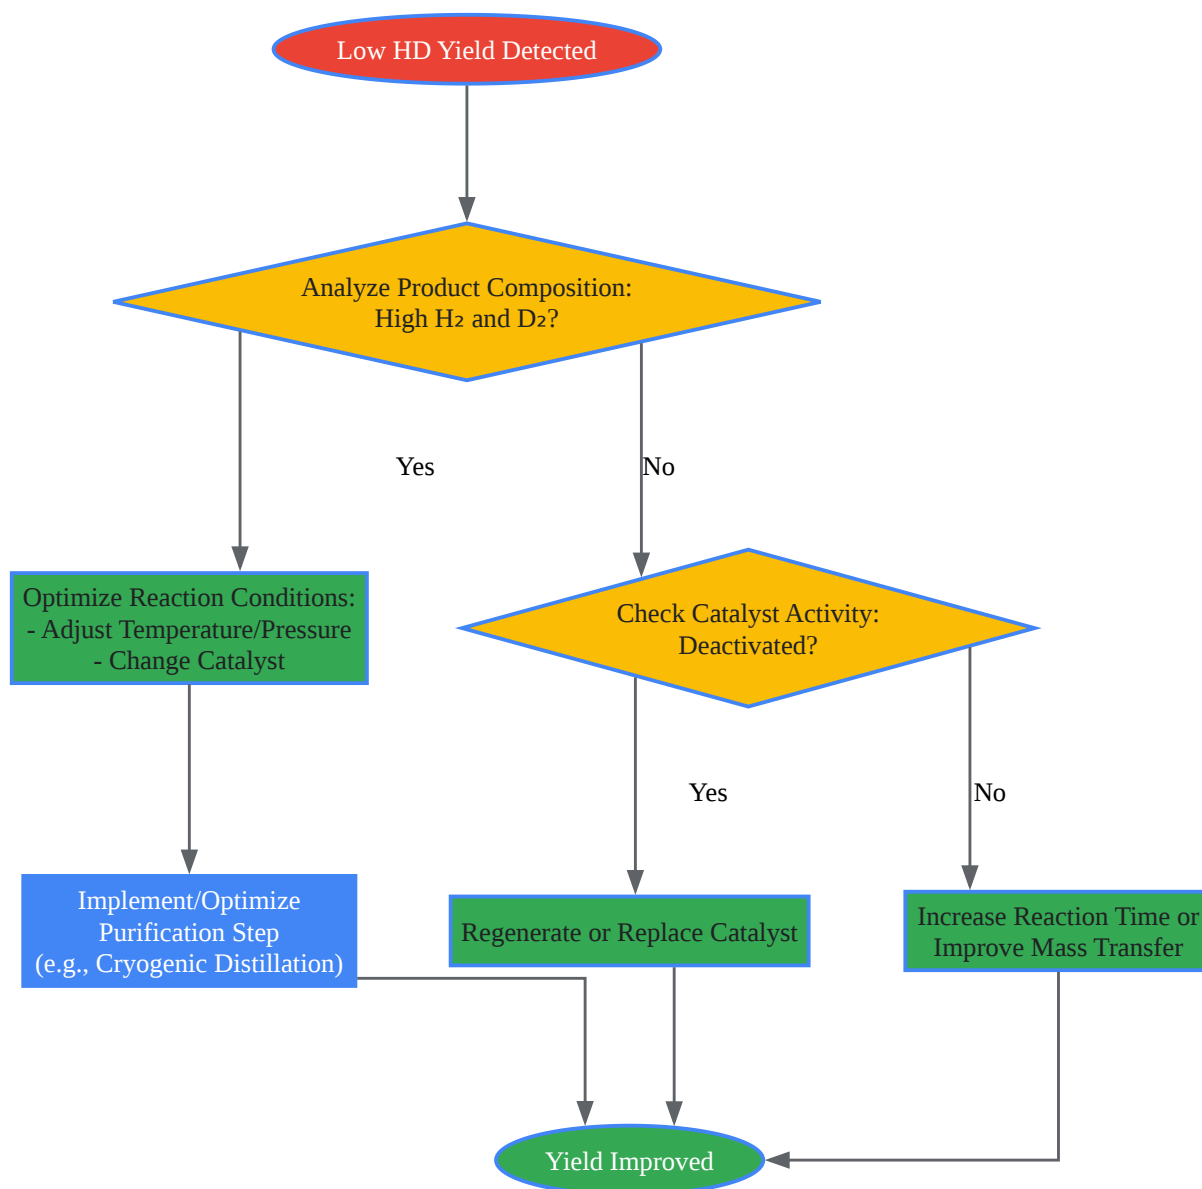 Low HD Yield Detected
Analyze Product Composition:
High H₂ and D₂?
Yes
No
Optimize Reaction Conditions:
- Adjust Temperature/Pressure
- Change Catalyst
Check Catalyst Activity:
Deactivated?
Yes
No
Implement/Optimize
Purification Step
(e.g., Cryogenic Distillation)
Regenerate or Replace Catalyst
Increase Reaction Time or
Improve Mass Transfer
Yield Improved